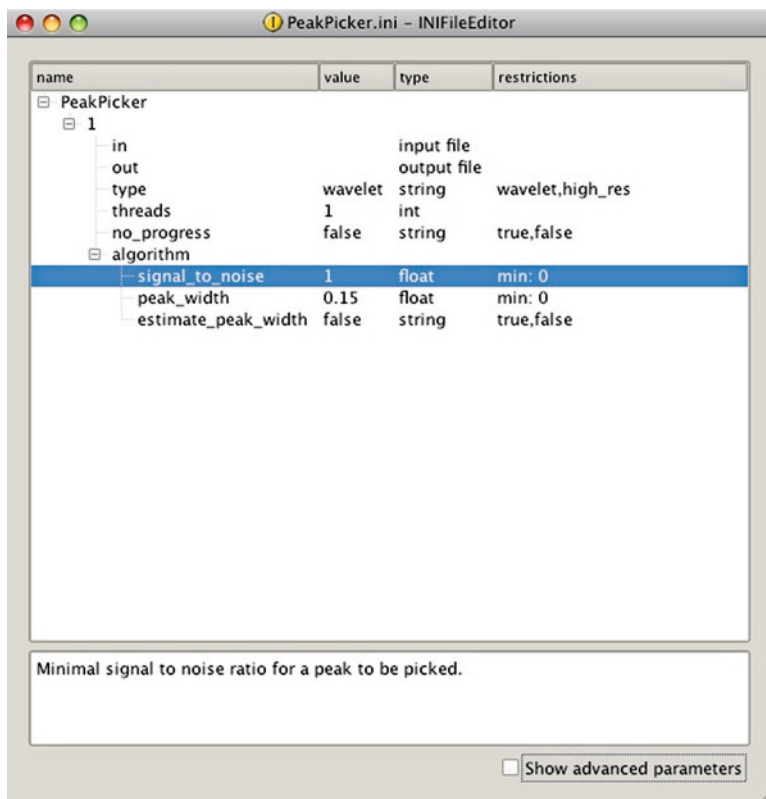 PeakPicker.ini – INIFileEditor
name value type restrictions
PeakPicker
1
in input file
out output file
type wavelet string wavelet,high_res
threads 1 int
no_progress false string true,false
algorithm
signal_to_noise 1 float min: 0
peak_width 0.15 float min: 0
estimate_peak_width false string true,false
Minimal signal to noise ratio for a peak to be picked.
Show advanced parameters